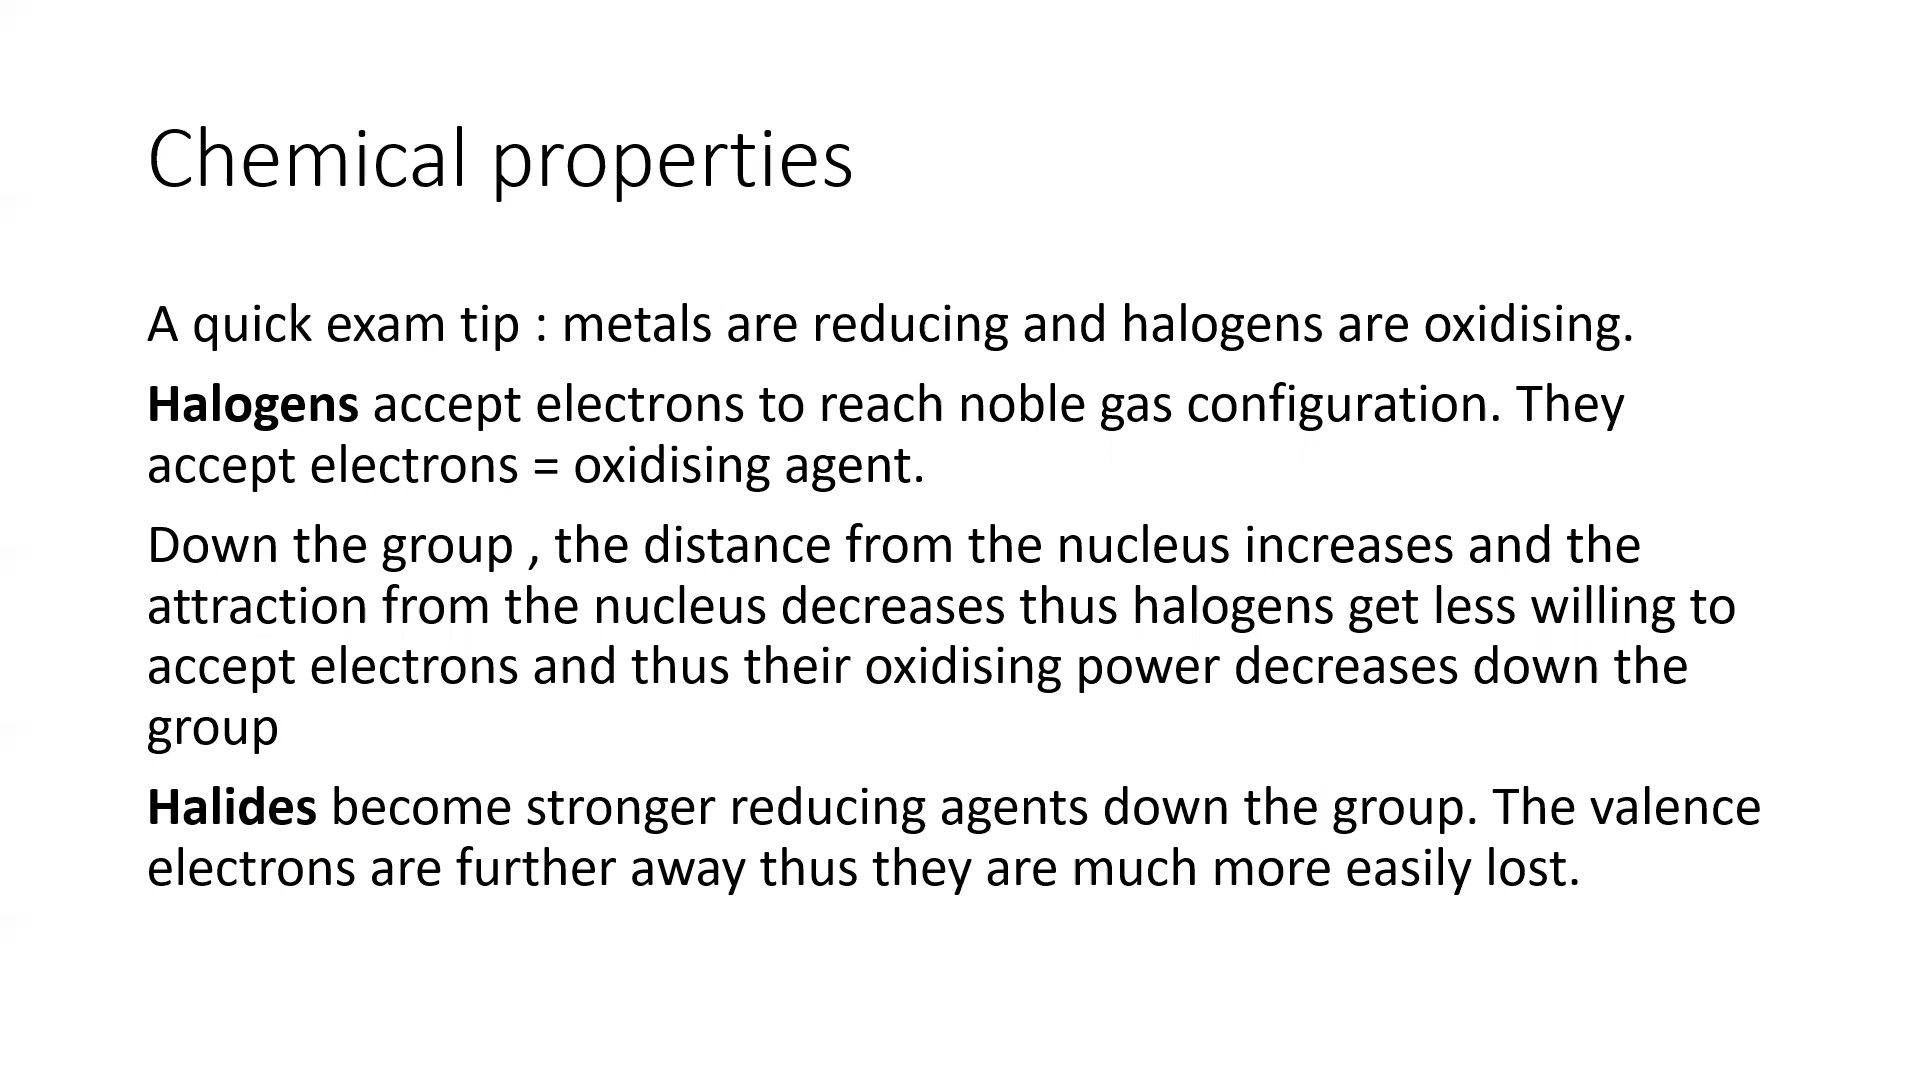 Chemical properties
A quick exam tip : metals are reducing and halogens are oxidising.
Halogens accept electrons to reach noble gas configuration. They
accept electrons = oxidising agent.
Down the group , the distance from the nucleus increases and the
attraction from the nucleus decreases thus halogens get less willing to
accept electrons and thus their oxidising power decreases down the
group
Halides become stronger reducing agents down the group. The valence
electrons are further away thus they are much more easily lost.